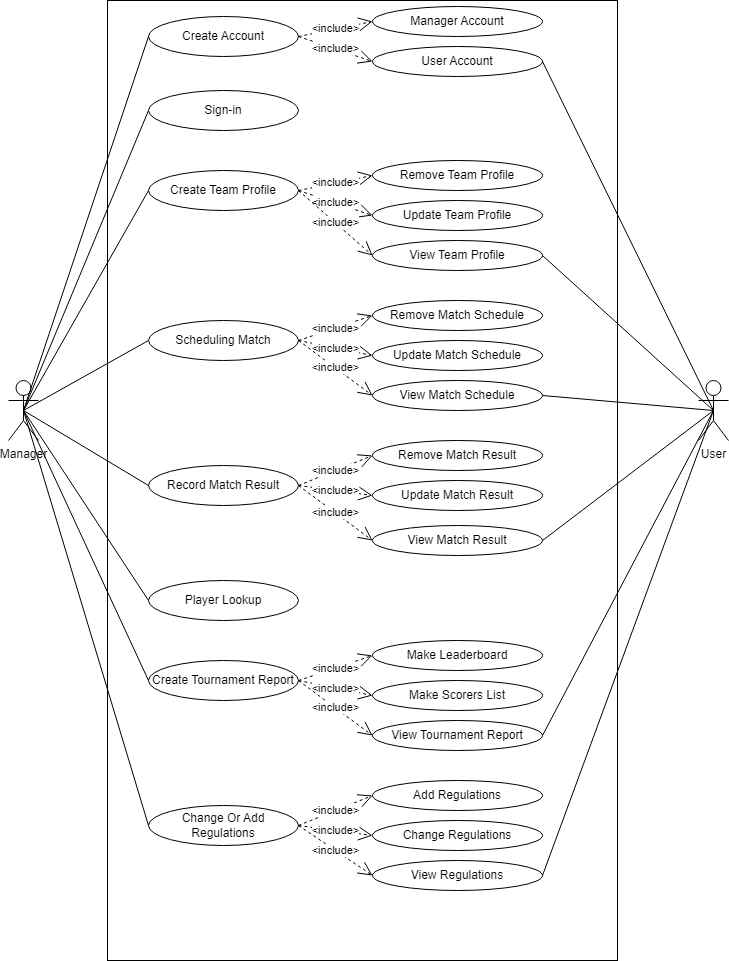 Create Account
<include>
Manager Account
<include>
User Account
Sign-in
Create Team Profile
<include>
Remove Team Profile
<include>
Update Team Profile
<include>
View Team Profile
Scheduling Match
<include>
Remove Match Schedule
<include>
Update Match Schedule
<include>
View Match Schedule
Manager
User
Record Match Result
<include>
Remove Match Result
<include>
Update Match Result
<include>
View Match Result
Player Lookup
Create Tournament Report
<include>
Make Leaderboard
<include>
Make Scorers List
<include>
View Tournament Report
Change Or Add
Regulations
<include>
Add Regulations
<include>
Change Regulations
<include>
View Regulations